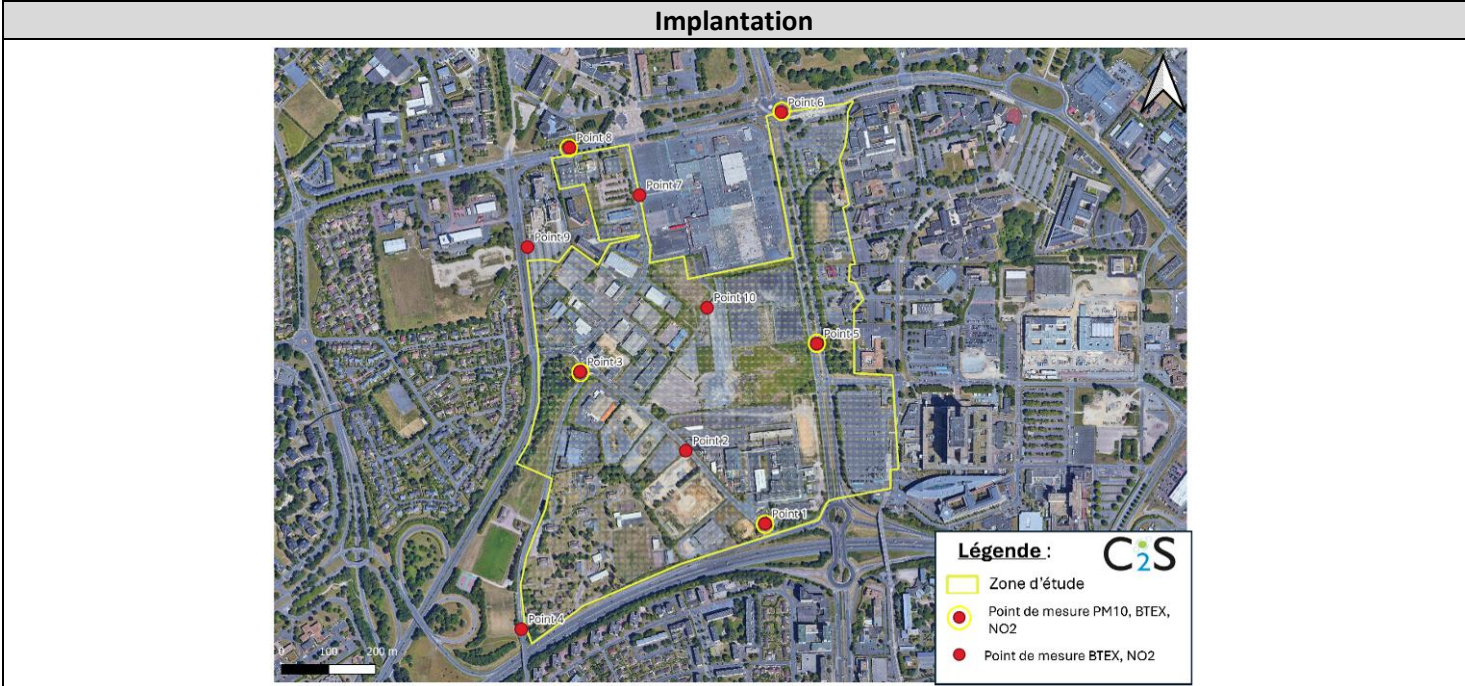 Implantation
Point 6
Point 8
Point 7
Point 9
Point 10
Point 5
Point 3
Point 2
Point 1
Point 4
0 100 200 m
Légende :
C2S
Zone d'étude
Point de mesure PM10, BTEX,
NO2
Point de mesure BTEX, NO2